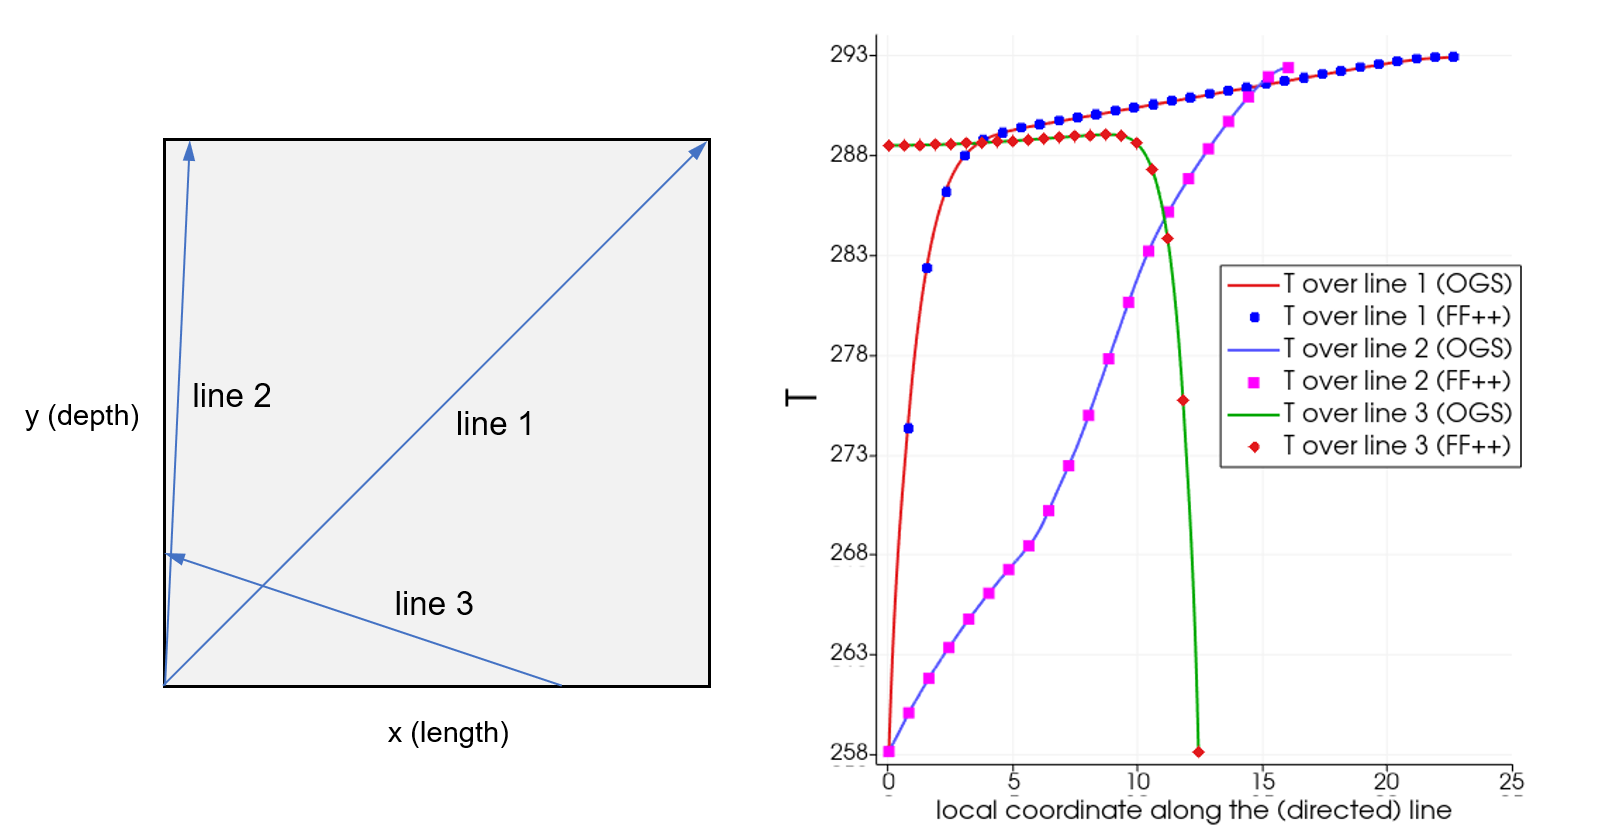 y (depth)
line 2
line 1
line 3
x (length)
T
293
288
283
278
273
268
263
258
0
5
10
15
20
25
local coordinate along the (directed) line
T over line 1 (OGS)
T over line 1 (FF++)
T over line 2 (OGS)
T over line 2 (FF++)
T over line 3 (OGS)
T over line 3 (FF++)